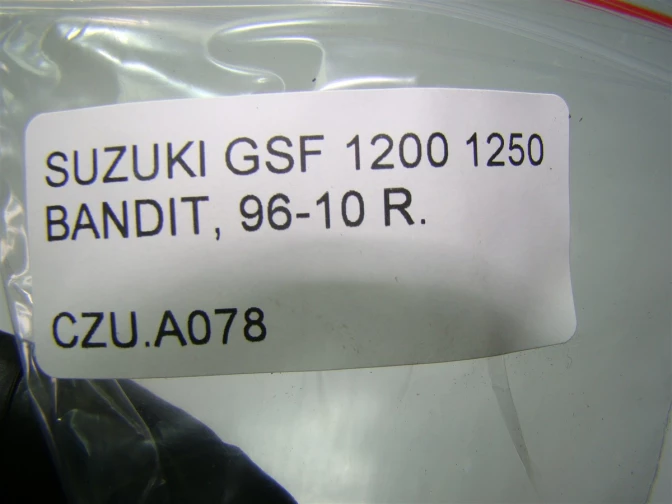 SUZUKI GSF 1200 1250
BANDIT, 96-10 R.
CZU.A078